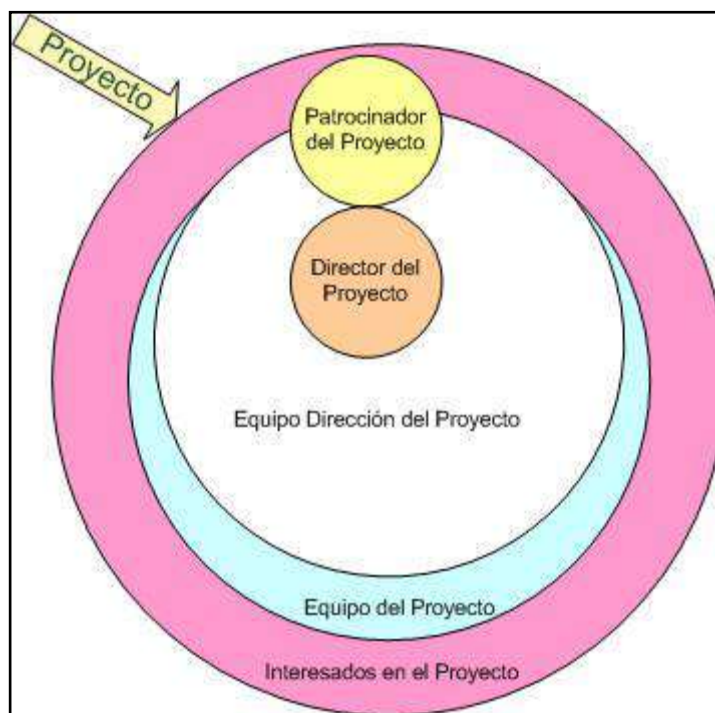 Proyecto
Patrocinador
del Proyecto
Director del
Proyecto
Equipo Dirección del Proyecto
Equipo del Proyecto
Interesados en el Proyecto